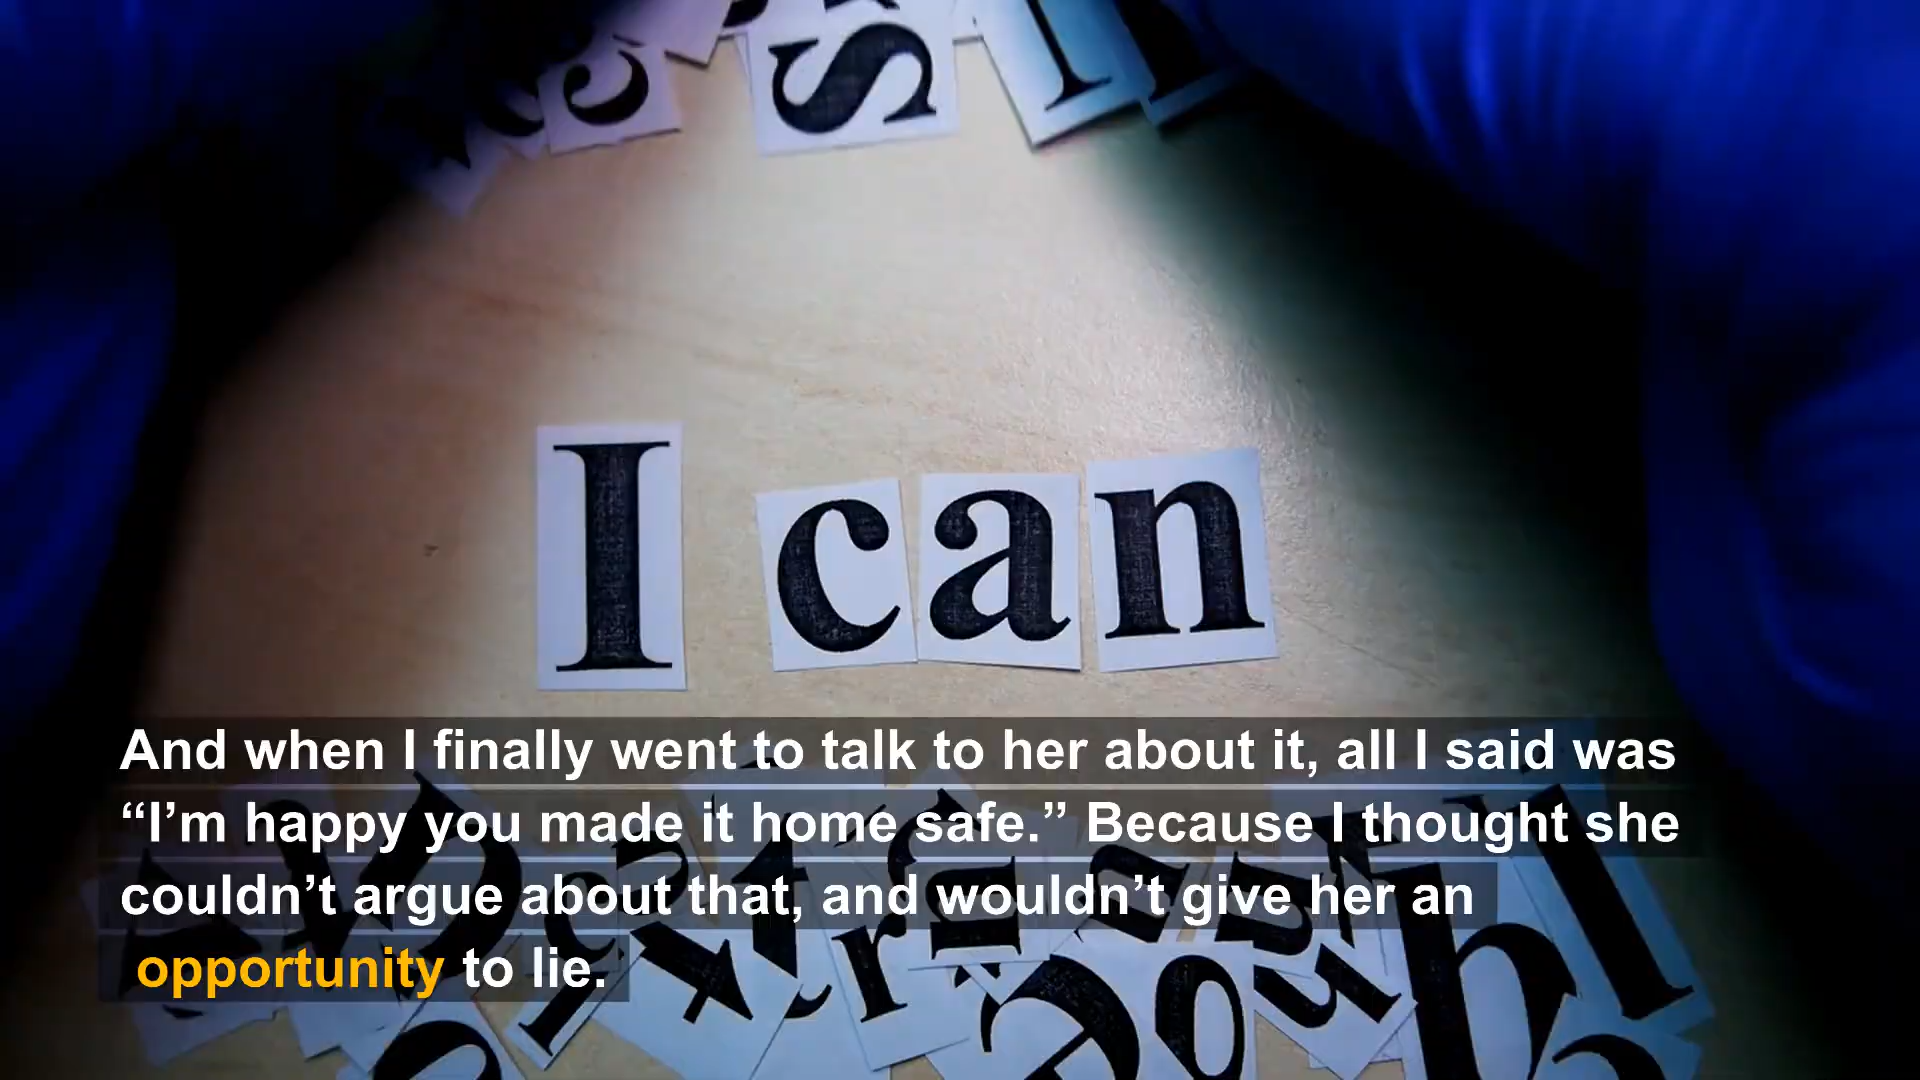 I can
And when I finally went to talk to her about it, all I said was
“I’m happy you made it home safe.” Because I thought she
couldn’t argue about that, and wouldn’t give her an
opportunity to lie.